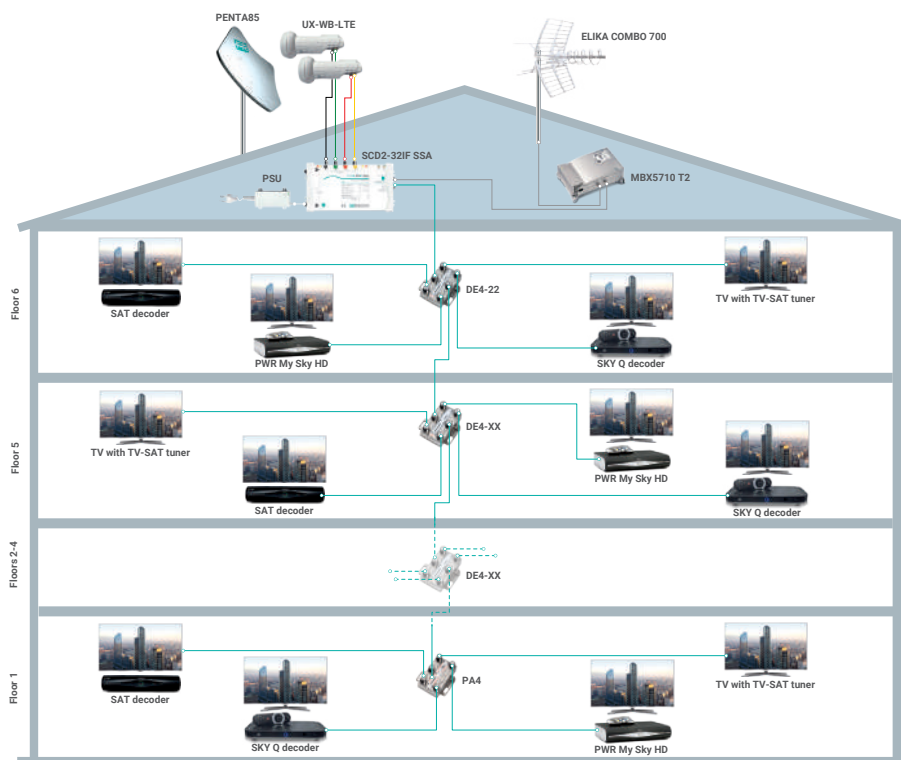 PENTA85
UX-WB-LTE
ELIKA COMBO 700
SCD2-32IF SSA
PSU
MBX5710 T2
Floor 6
SAT decoder
PWR My Sky HD
DE4-22
SKY Q decoder
TV with TV-SAT tuner
Floor 5
TV with TV-SAT tuner
SAT decoder
DE4-XX
PWR My Sky HD
SKY Q decoder
Floors 2-4
DE4-XX
Floor 1
SAT decoder
SKY Q decoder
PA4
PWR My Sky HD
TV with TV-SAT tuner